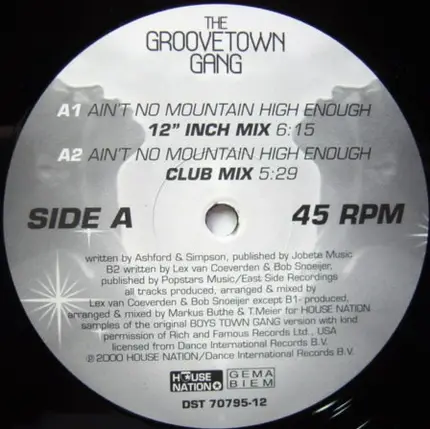 THE
GROOVETOWN
GANG
A1 AIN'T NO MOUNTAIN HIGH ENOUGH
12" INCH MIX 6:15
A2 AIN'T NO MOUNTAIN HIGH ENOUGH
CLUB MIX 5:29
SIDE A 45 RPM
written by Ashford & Simpson, published by Jobete Music
B2 written by Lex van Coeverden & Bob Snoeijer,
published by Popstars Music/East Side Recordings
all tracks produced, arranged & mixed by
Lex van Coeverden & Bob Snoeijer except B1- produced,
arranged & mixed by Markus Buthe & T.Meier for HOUSE NATION
samples of the original BOYS TOWN GANG version with kind
permission of Rich and Famous Records Ltd., USA
licensed from Dance International Records B.V.
℗ 2000 HOUSE NATION/Dance International Records B.V.
HOUSE NATION GEMA BIEM
DST 70795-12